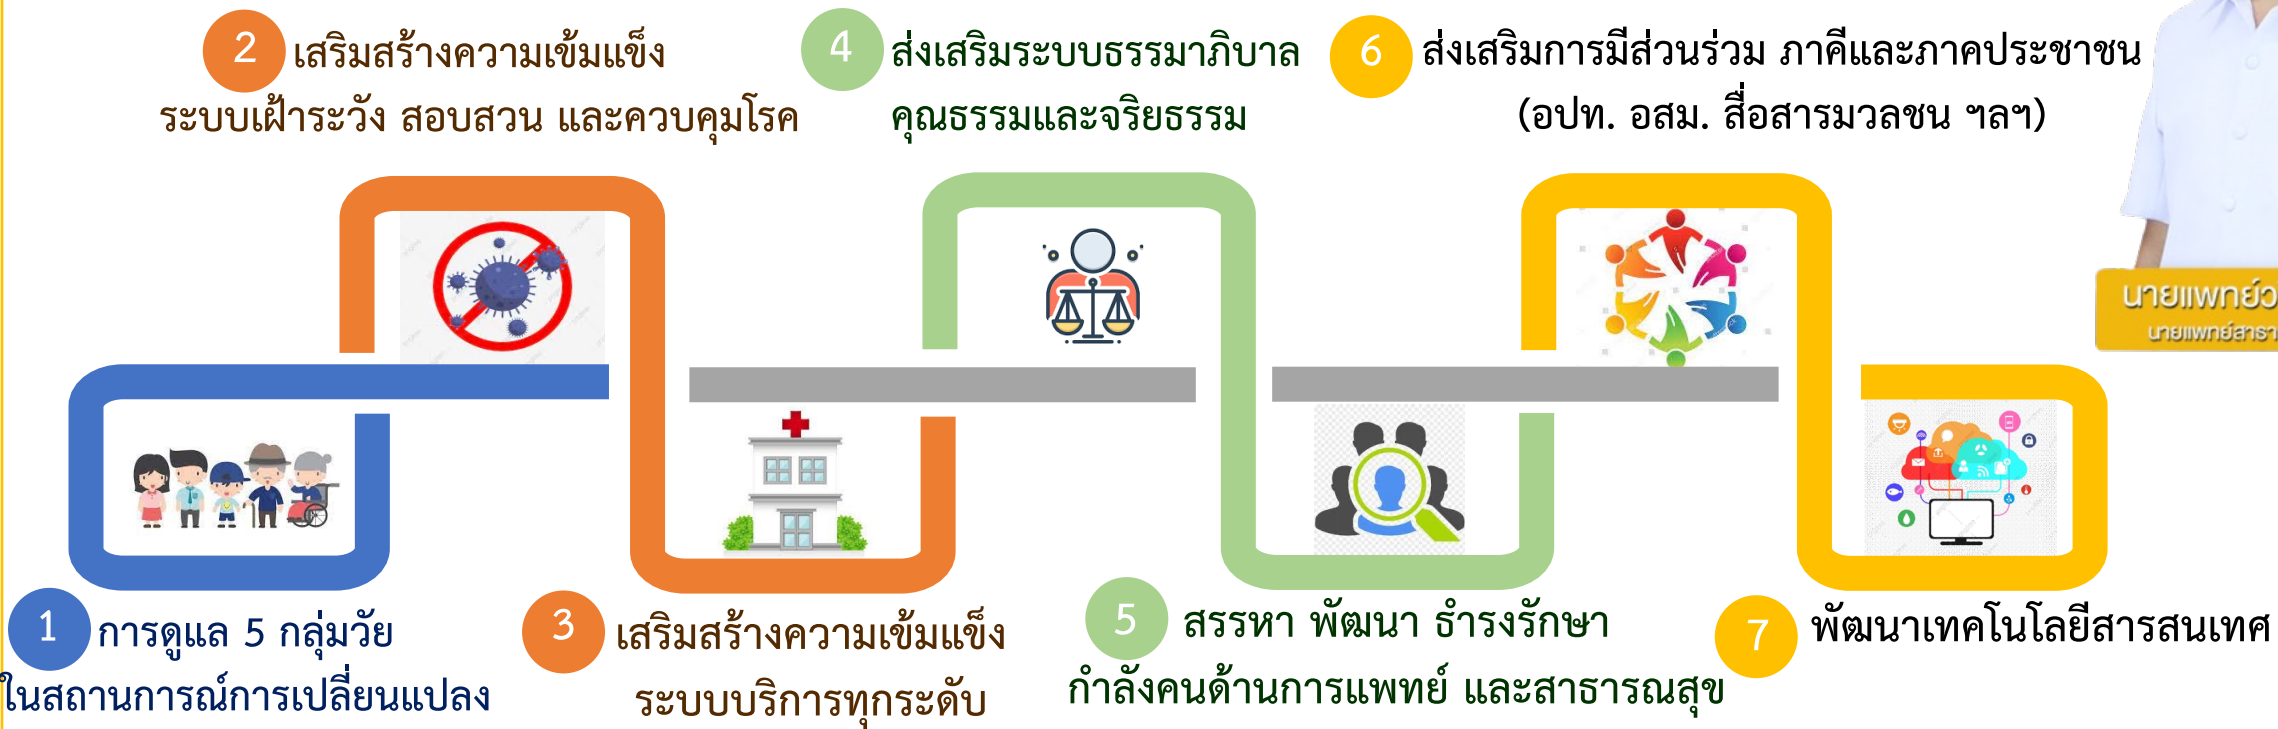 1 การดูแล 5 กลุ่มวัย
ในสถานการณ์การเปลี่ยนแปลง
2 เสริมสร้างความเข้มแข็ง
ระบบเฝ้าระวัง สอบสวน และควบคุมโรค
3 เสริมสร้างความเข้มแข็ง
ระบบบริการทุกระดับ
4 ส่งเสริมระบบธรรมาภิบาล
คุณธรรมและจริยธรรม
5 สรรหา พัฒนา ธำรงรักษา
กำลังคนด้านการแพทย์ และสาธารณสุข
6 ส่งเสริมการมีส่วนร่วม ภาคีและภาคประชาชน
(อปท. อสม. สื่อสารมวลชน ฯลฯ)
7 พัฒนาเทคโนโลยีสารสนเทศ
นายแพทย์